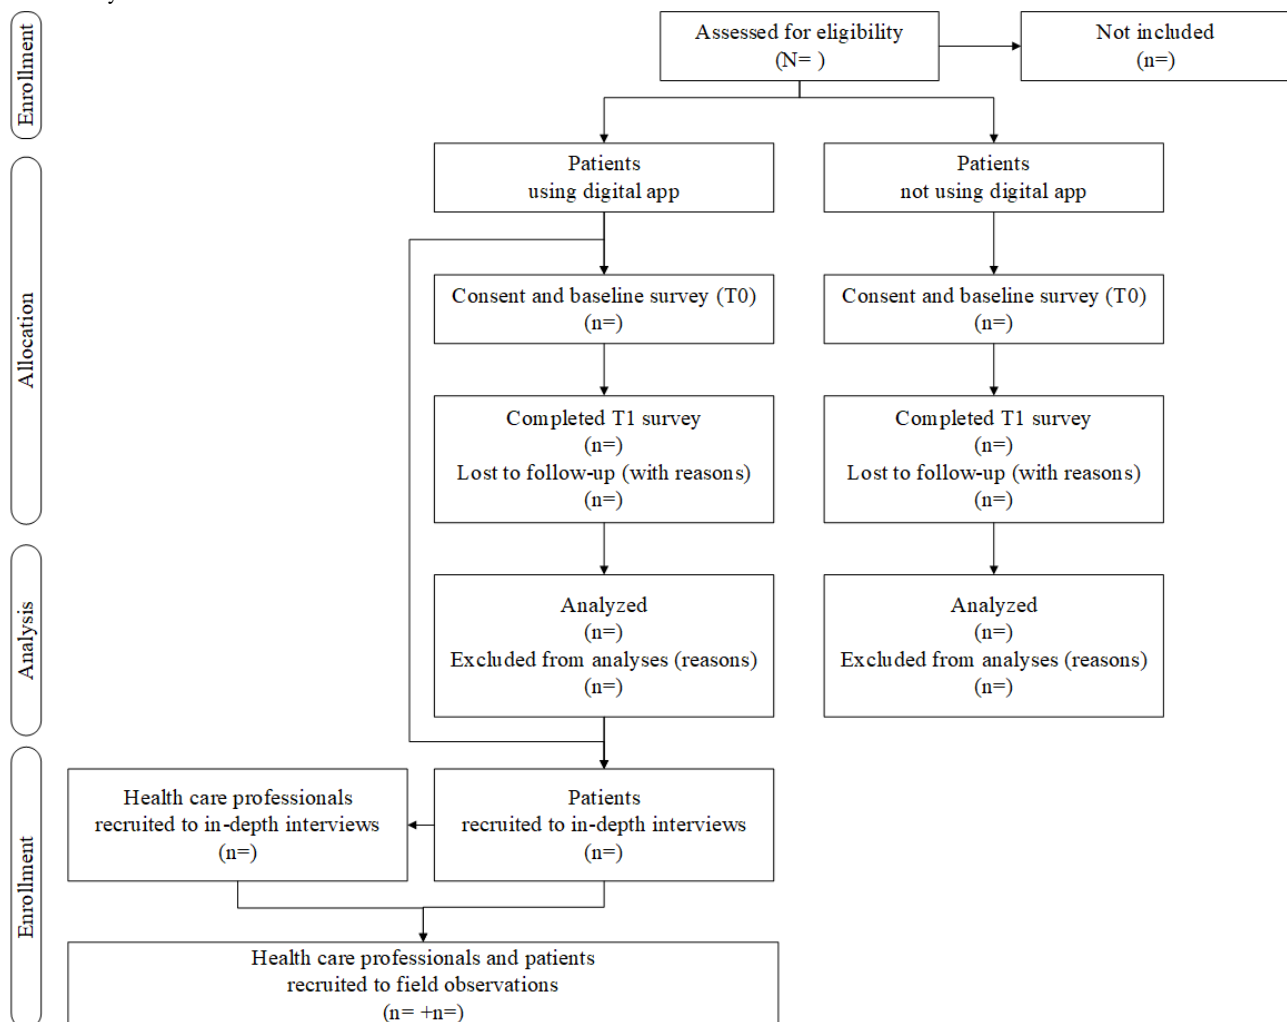 Enrollment
Assessed for eligibility
(N= )
Not included
(n=)
Allocation
Patients
using digital app
Patients
not using digital app
Consent and baseline survey (T0)
(n=)
Consent and baseline survey (T0)
(n=)
Completed T1 survey
(n=)
Lost to follow-up (with reasons)
(n=)
Completed T1 survey
(n=)
Lost to follow-up (with reasons)
(n=)
Analysis
Analyzed
(n=)
Excluded from analyses (reasons)
(n=)
Analyzed
(n=)
Excluded from analyses (reasons)
(n=)
Enrollment
Health care professionals
recruited to in-depth interviews
(n=)
Patients
recruited to in-depth interviews
(n=)
Health care professionals and patients
recruited to field observations
(n= +n=)